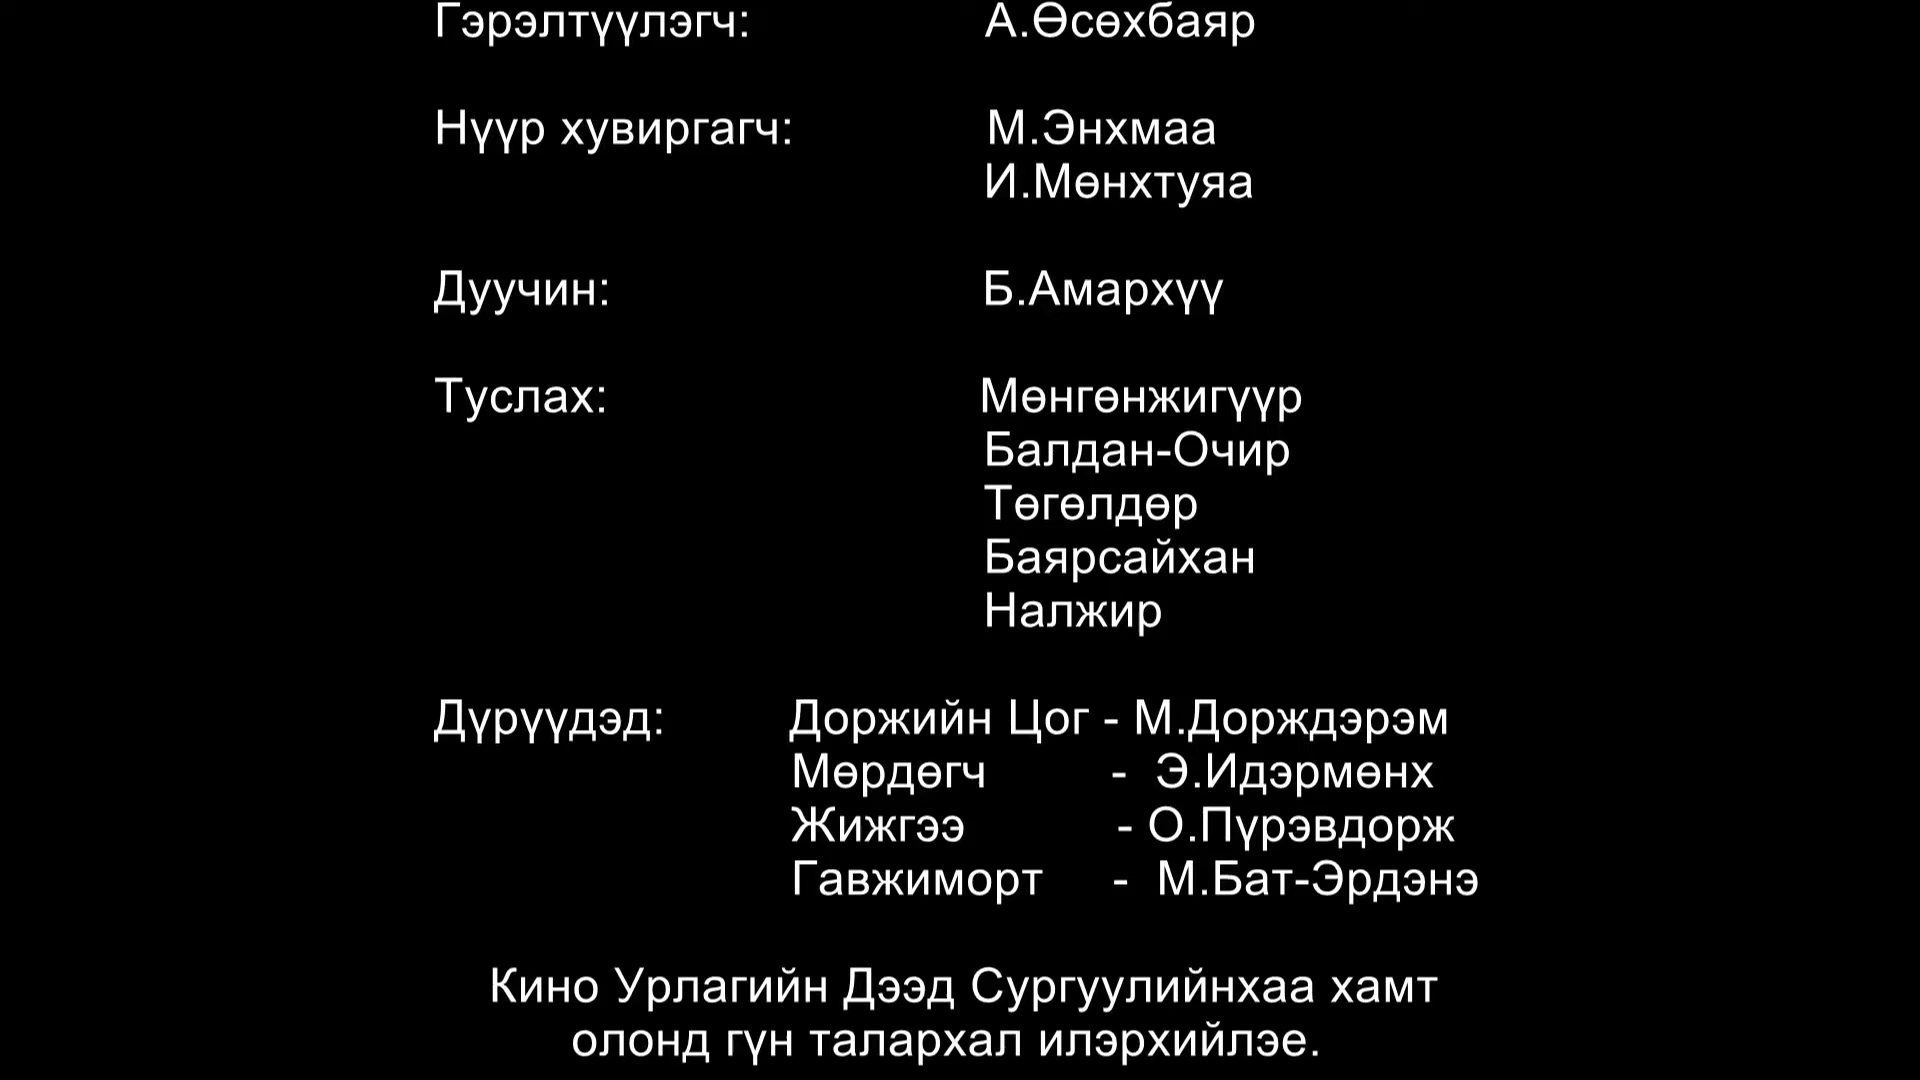 Гэрэлтүүлэгч: А.Өсөхбаяр
Нүүр хувиргагч: М.Энхмаа
И.Мөнхтуяа
Дуучин: Б.Амархүү
Туслах: Мөнгөнжигүүр
Балдан-Очир
Төгөлдөр
Баярсайхан
Налжир
Дүрүүдэд: Доржийн Цог - М.Дорждэрэм
Мөрдөгч - Э.Идэрмөнх
Жижгээ - О.Пүрэвдорж
Гавжиморт - М.Бат-Эрдэнэ
Кино Урлагийн Дээд Сургуулийнхаа хамт
олонд гүн талархал илэрхийлэе.